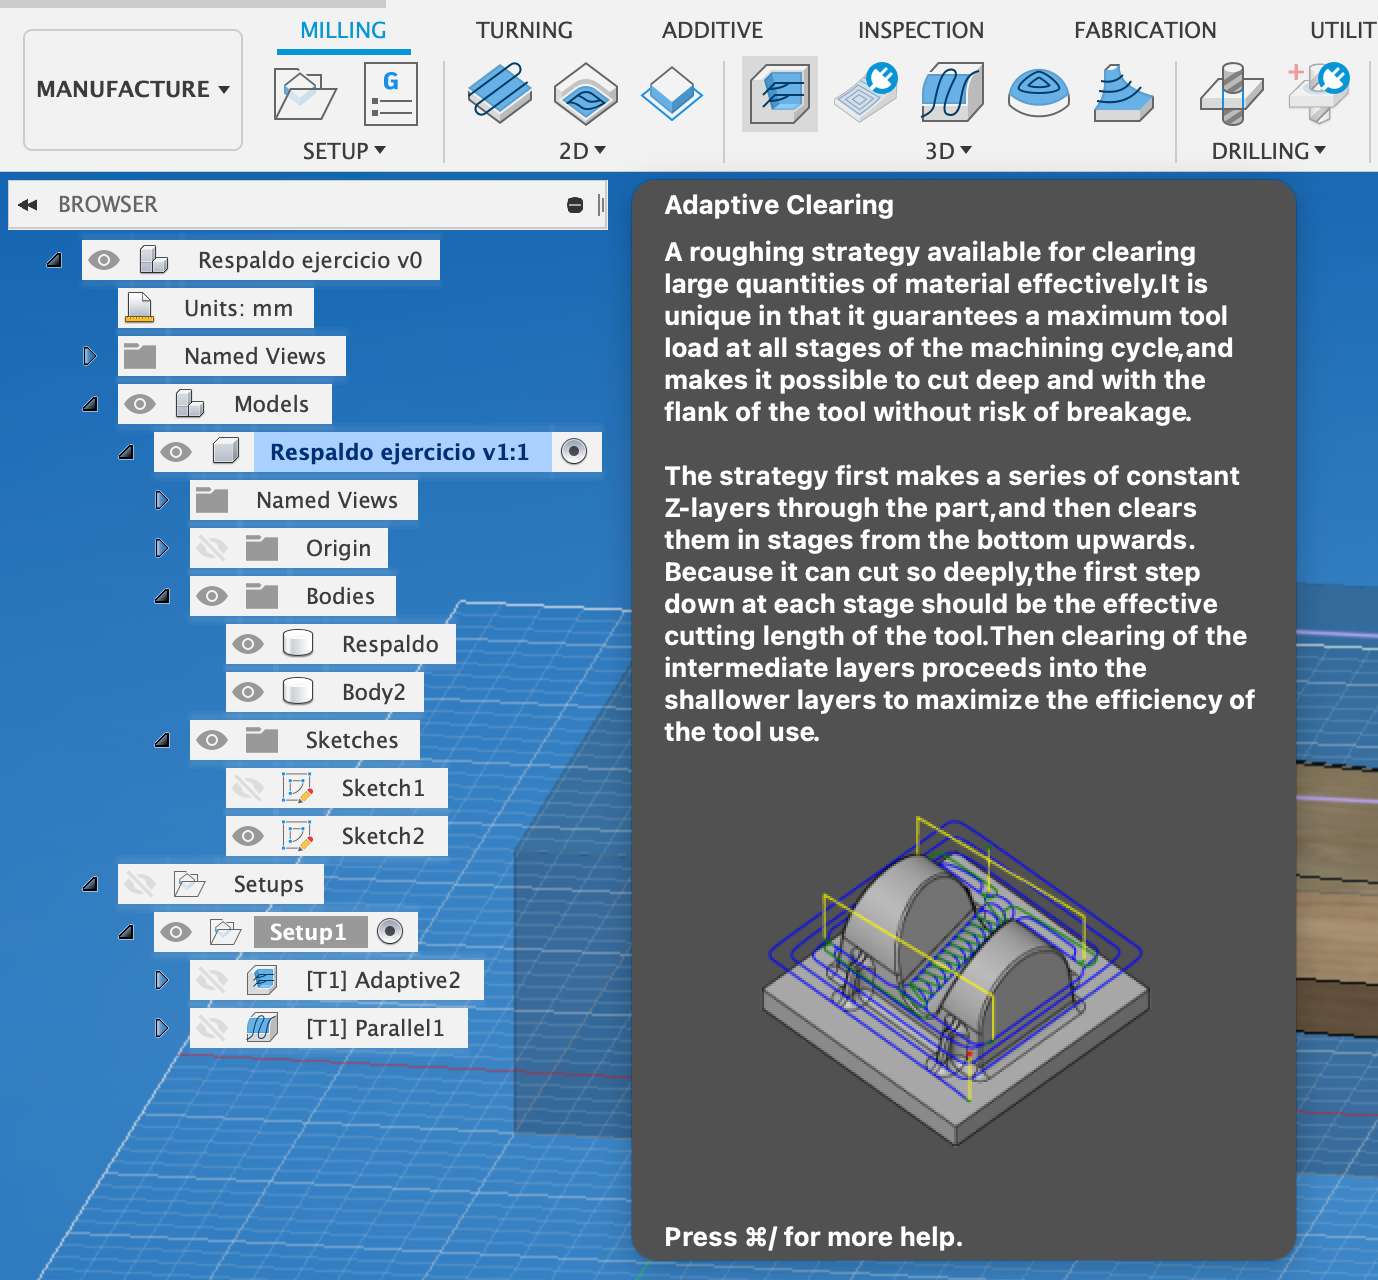 MILLING
TURNING
ADDITIVE
INSPECTION
FABRICATION
UTILIT
MANUFACTURE
G
SETUP
2D
3D
DRILLING
BROWSER
Respaldo ejercicio v0
Units: mm
Named Views
Models
Respaldo ejercicio v1:1
Named Views
Origin
Bodies
Respaldo
Body2
Sketches
Sketch1
Sketch2
Setups
Setup1
[T1] Adaptive2
[T1] Parallel1
Adaptive Clearing
A roughing strategy available for clearing
large quantities of material effectively.It is
unique in that it guarantees a maximum tool
load at all stages of the machining cycle,and
makes it possible to cut deep and with the
flank of the tool without risk of breakage.
The strategy first makes a series of constant
Z-layers through the part,and then clears
them in stages from the bottom upwards.
Because it can cut so deeply,the first step
down at each stage should be the effective
cutting length of the tool.Then clearing of the
intermediate layers proceeds into the
shallower layers to maximize the efficiency of
the tool use.
Press ⌘/ for more help.